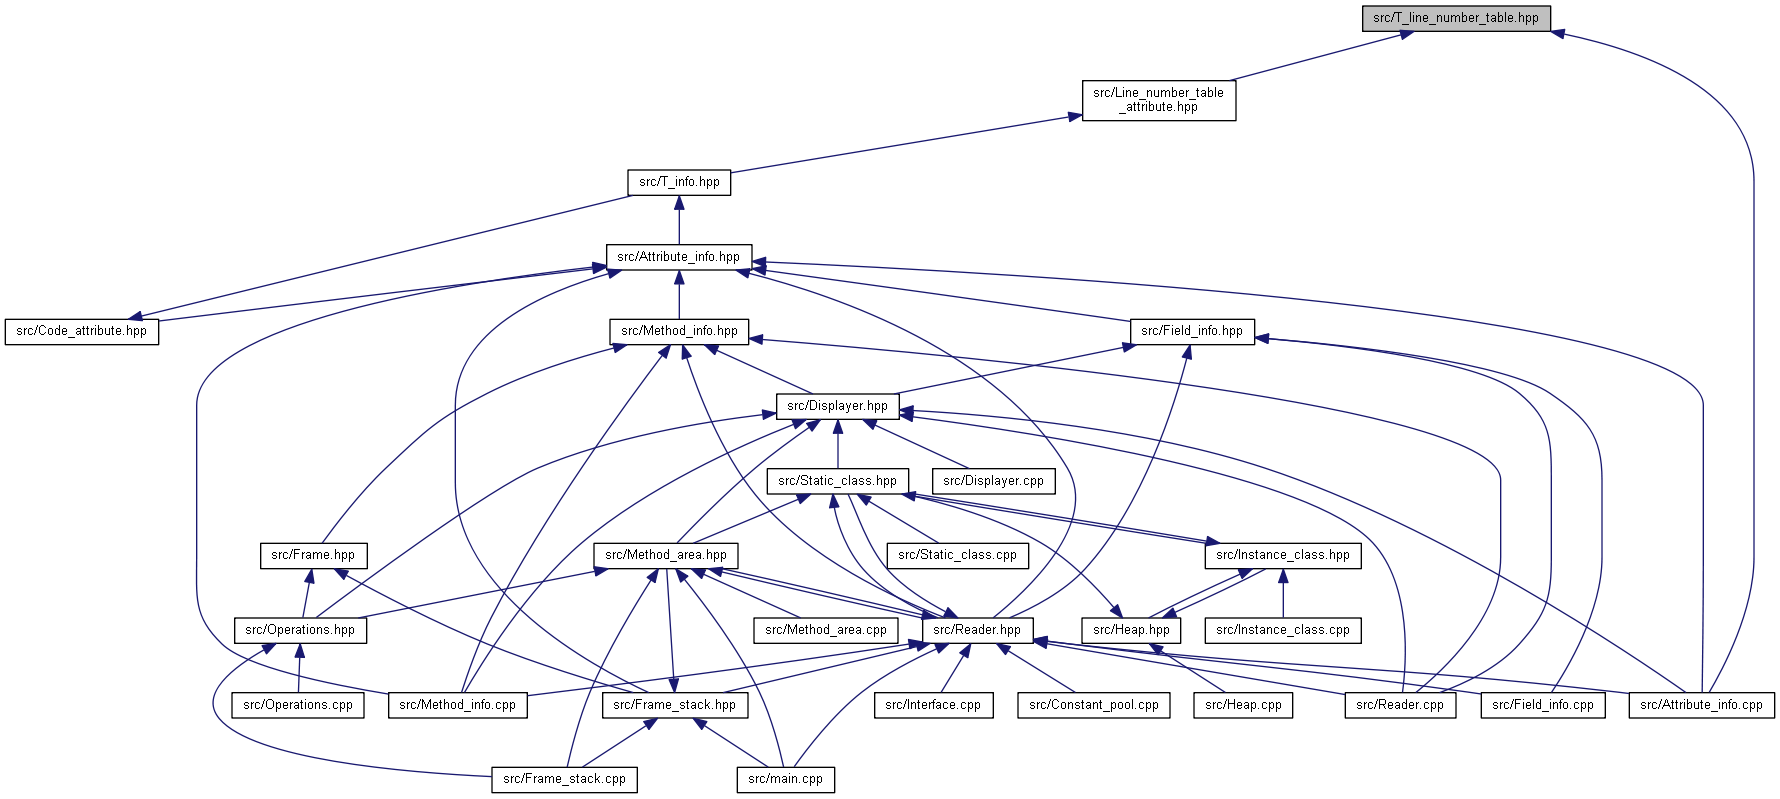 src/T_line_number_table.hpp
src/Line_number_table
_attribute.hpp
src/T_info.hpp
src/Attribute_info.hpp
src/Code_attribute.hpp
src/Method_info.hpp
src/Field_info.hpp
src/Displayer.hpp
src/Static_class.hpp
src/Displayer.cpp
src/Frame.hpp
src/Method_area.hpp
src/Static_class.cpp
src/Instance_class.hpp
src/Operations.hpp
src/Method_area.cpp
src/Reader.hpp
src/Heap.hpp
src/Instance_class.cpp
src/Operations.cpp
src/Method_info.cpp
src/Frame_stack.hpp
src/Interface.cpp
src/Constant_pool.cpp
src/Heap.cpp
src/Reader.cpp
src/Field_info.cpp
src/Attribute_info.cpp
src/Frame_stack.cpp
src/main.cpp